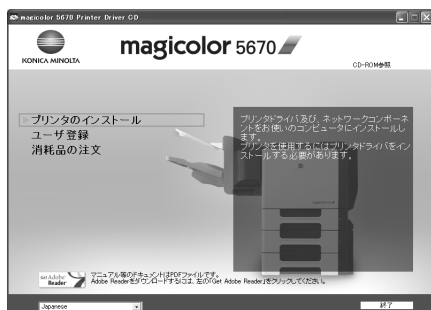 magicolor 5670 Printer Driver CD
KONICA MINOLTA
magicolor 5670
CD-ROM参照
プリンタのインストール
ユーザ登録
消耗品の注文
プリンタドライバ及び、ネットワークコンポーネ
ントをお使いのコンピュータにインストールし
ます。
プリンタを使用するにはプリンタドライバをイン
ストールする必要があります。
Get Adobe
Reader
マニュアル等のドキュメントはPDFファイルです。
Adobe Readerをダウンロードするには、左の「Get Adobe Reader」をクリックしてください。
Japanese
終了